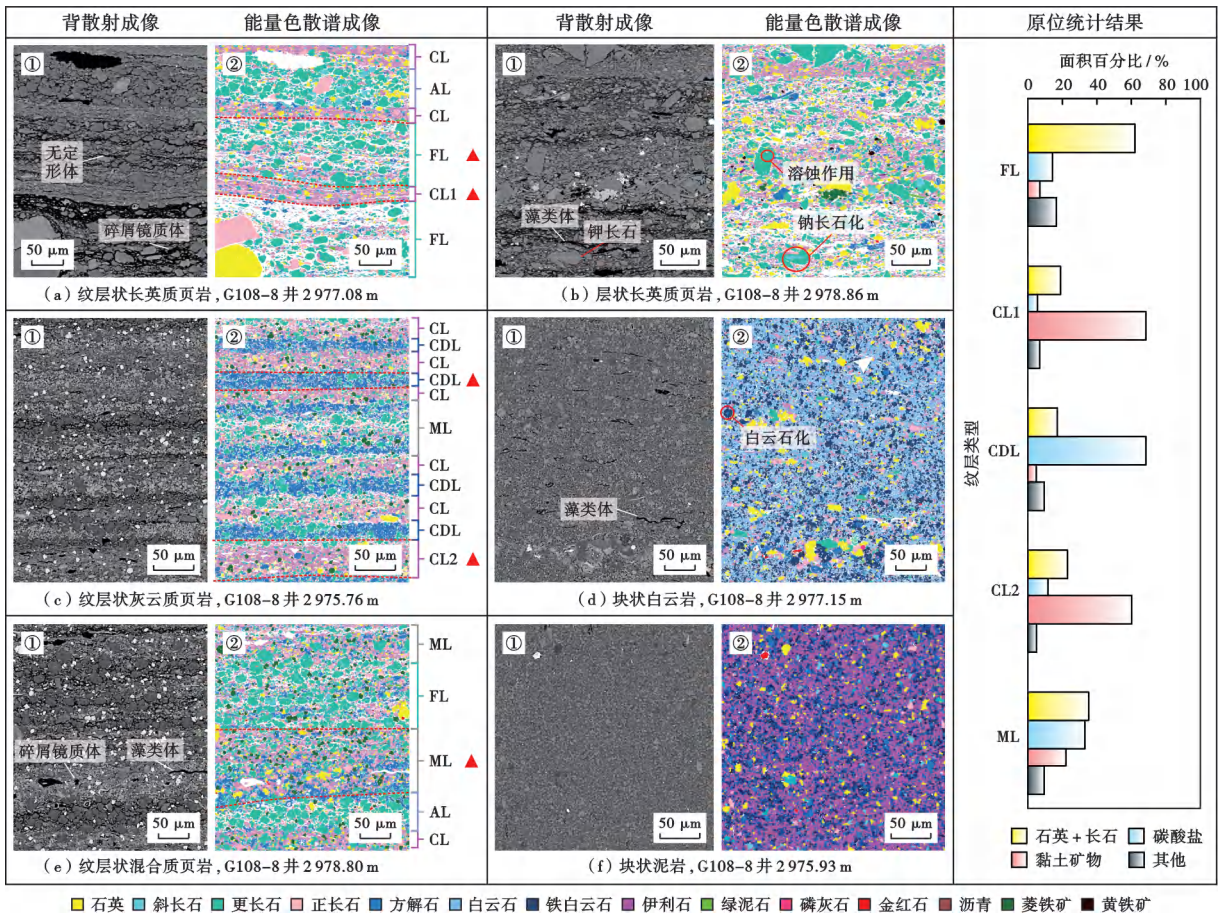 背散射成像
能量色散谱成像
背散射成像
能量色散谱成像
原位统计结果
①
②
无定形体
碎屑镜质体
50 μm
50 μm
CL
AL
CL
FL
CL1
FL
(a) 纹层状长英质页岩, G108-8 井 2 977.08 m
①
②
藻类体
钾长石
溶蚀作用
钠长石化
50 μm
50 μm
(b) 层状长英质页岩, G108-8 井 2 978.86 m
①
②
50 μm
50 μm
CL
CDL
CL
CDL
CL
ML
CL
CDL
CL
CDL
CL2
(c) 纹层状灰云质页岩, G108-8 井 2 975.76 m
①
②
藻类体
白云石化
50 μm
50 μm
(d) 块状白云岩, G108-8 井 2 977.15 m
①
②
碎屑镜质体
藻类体
50 μm
50 μm
ML
FL
ML
AL
CL
(e) 纹层状混合质页岩, G108-8 井 2 978.80 m
①
②
50 μm
50 μm
(f) 块状泥岩, G108-8 井 2 975.93 m
面积百分比 / %
0 20 40 60 80 100
纹层类型
FL
CL1
CDL
CL2
ML
石英+长石 碳酸盐
黏土矿物 其他
石英 斜长石 更长石 正长石 方解石 白云石 铁白云石 伊利石 绿泥石 磷灰石 金红石 沥青 菱铁矿 黄铁矿